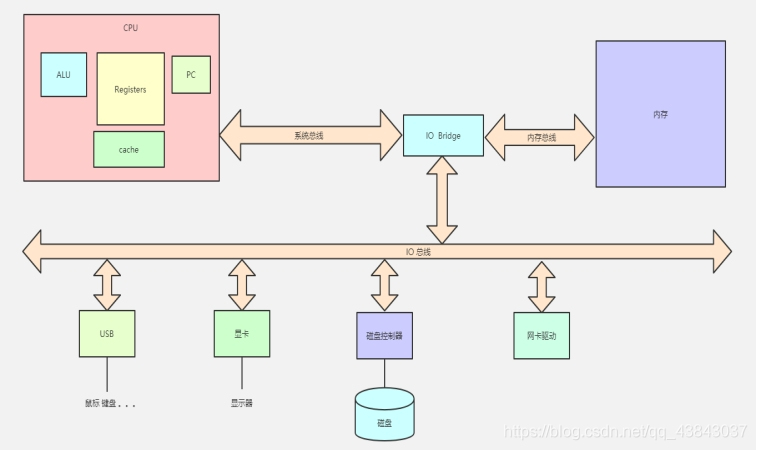 CPU
ALU
Registers
PC
cache
系统总线
IO Bridge
内存总线
内存
IO 总线
USB
显卡
磁盘控制器
网卡驱动
鼠标 键盘 . . .
显示器
磁盘
https://blog.csdn.net/qq_43843037